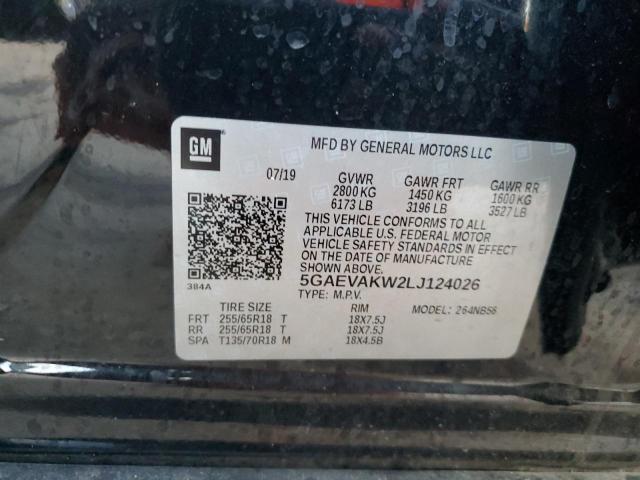 GM
MFD BY GENERAL MOTORS LLC
07/19 GVWR GAWR FRT GAWR RR
2800 KG 1450 KG 1600 KG
6173 LB 3196 LB 3527 LB
THIS VEHICLE CONFORMS TO ALL
APPLICABLE U.S. FEDERAL MOTOR
VEHICLE SAFETY STANDARDS IN EFFECT
ON THE DATE OF MANUFACTURE
SHOWN ABOVE.
384A 5GAEVAKW2LJ124026
TYPE: M.P.V.
TIRE SIZE RIM MODEL: 264NB56
FRT 255/65R18 T 18X7.5J
RR 255/65R18 T 18X7.5J
SPA T135/70R18 M 18X4.5B